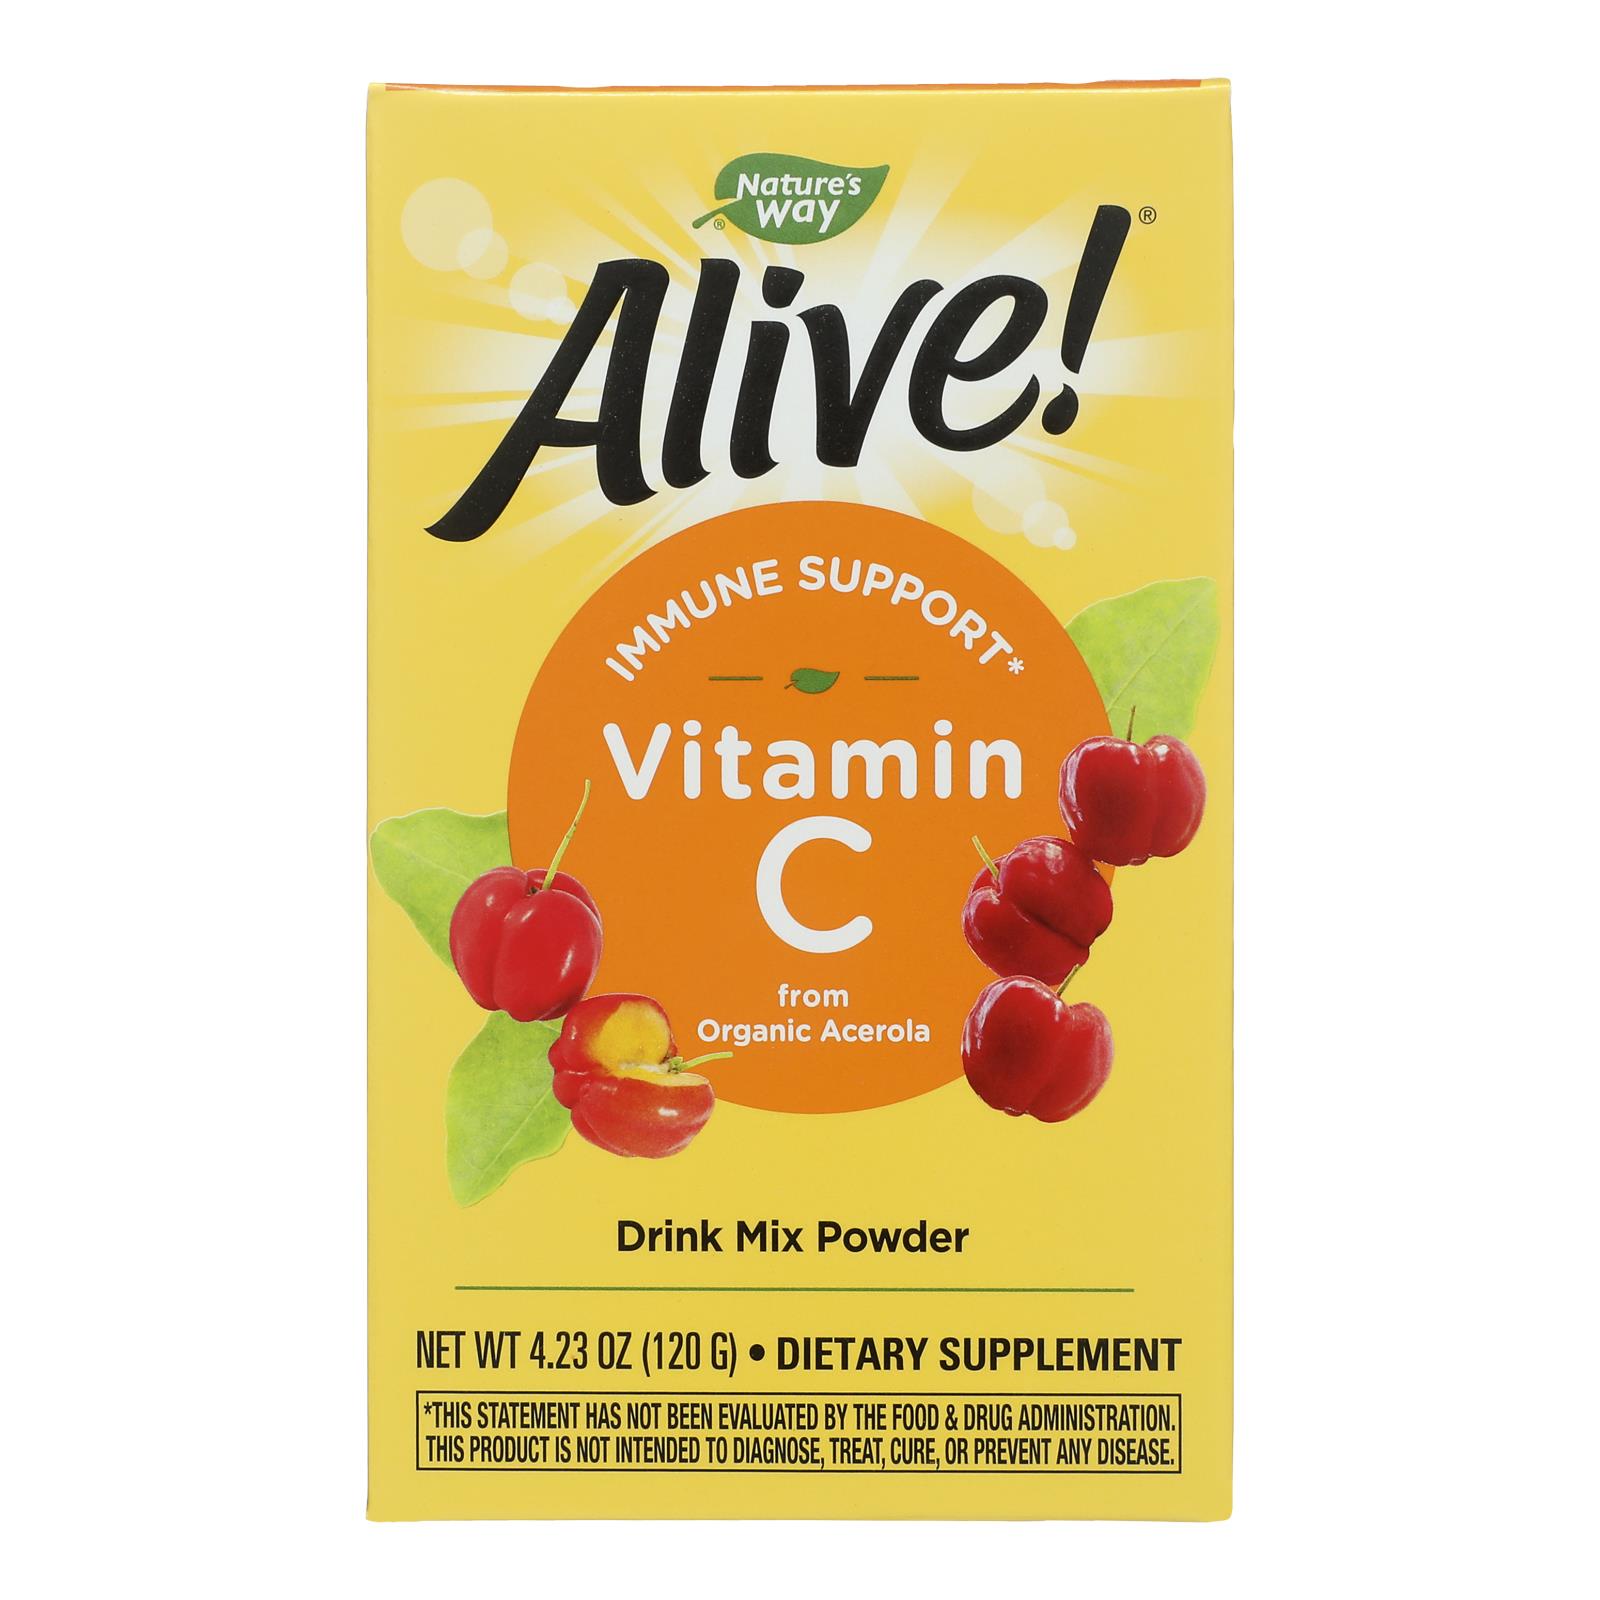 Nature's
Way®
Alive!®
IMMUNE SUPPORT*
Vitamin
C
from
Organic Acerola
Drink Mix Powder
NET WT 4.23 OZ (120 G) • DIETARY SUPPLEMENT
*THIS STATEMENT HAS NOT BEEN EVALUATED BY THE FOOD & DRUG ADMINISTRATION.
THIS PRODUCT IS NOT INTENDED TO DIAGNOSE, TREAT, CURE, OR PREVENT ANY DISEASE.